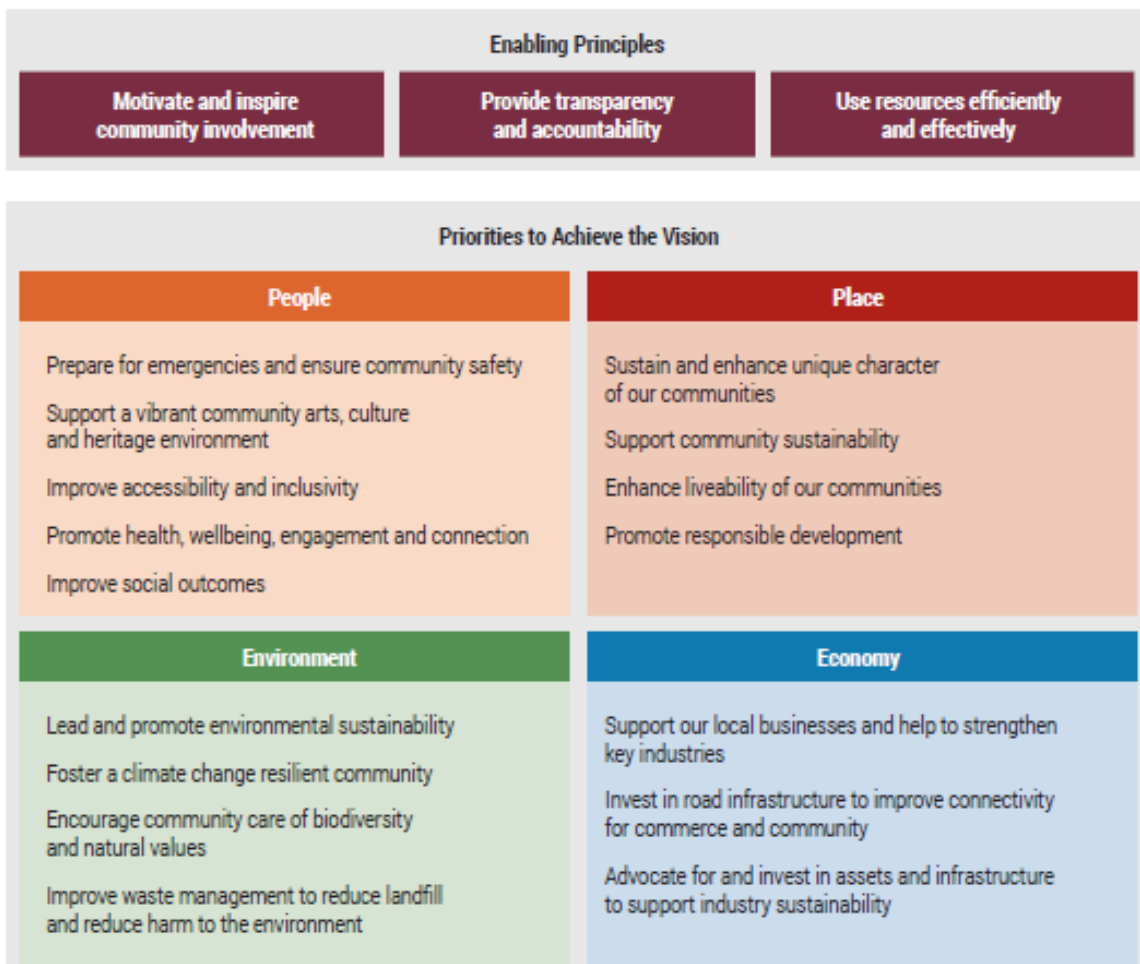 Enabling Principles
Motivate and inspire
community involvement
Provide transparency
and accountability
Use resources efficiently
and effectively
Priorities to Achieve the Vision
People
Prepare for emergencies and ensure community safety
Support a vibrant community arts, culture
and heritage environment
Improve accessibility and inclusivity
Promote health, wellbeing, engagement and connection
Improve social outcomes
Place
Sustain and enhance unique character
of our communities
Support community sustainability
Enhance liveability of our communities
Promote responsible development
Environment
Lead and promote environmental sustainability
Foster a climate change resilient community
Encourage community care of biodiversity
and natural values
Improve waste management to reduce landfill
and reduce harm to the environment
Economy
Support our local businesses and help to strengthen
key industries
Invest in road infrastructure to improve connectivity
for commerce and community
Advocate for and invest in assets and infrastructure
to support industry sustainability